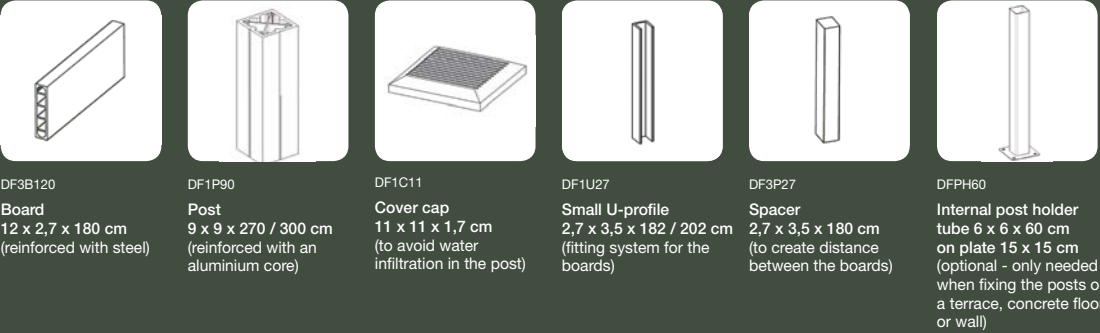 DF3B120
Board
12 x 2,7 x 180 cm
(reinforced with steel)
DF1P90
Post
9 x 9 x 270 / 300 cm
(reinforced with an
aluminium core)
DF1C11
Cover cap
11 x 11 x 1,7 cm
(to avoid water
infiltration in the post)
DF1U27
Small U-profile
2,7 x 3,5 x 182 / 202 cm
(fitting system for the
boards)
DF3P27
Spacer
2,7 x 3,5 x 180 cm
(to create distance
between the boards)
DFPH60
Internal post holder
tube 6 x 6 x 60 cm
on plate 15 x 15 cm
(optional - only needed
when fixing the posts o
a terrace, concrete floo
or wall)